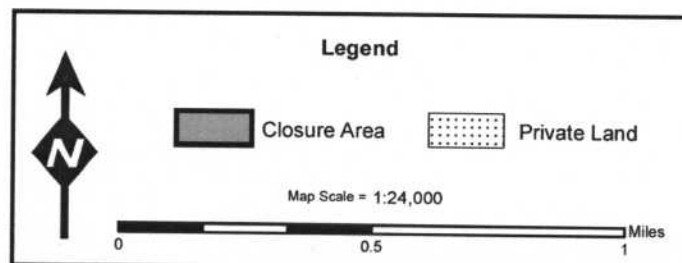 Legend
N
Closure Area
Private Land
Map Scale = 1:24,000
Miles
0
0.5
1